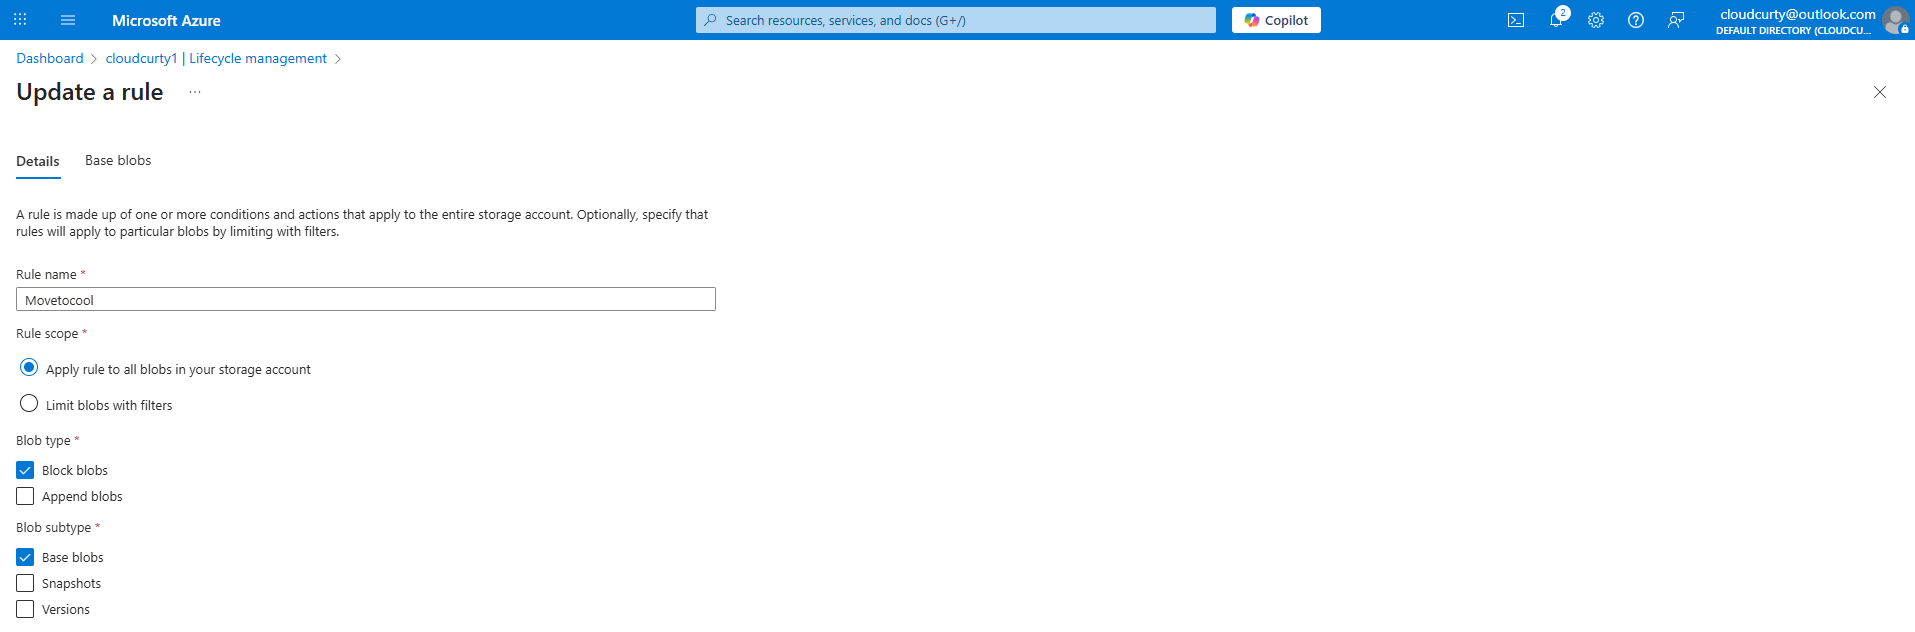 Microsoft Azure
Search resources, services, and docs (G+/)
Copilot
2
cloudcurty@outlook.com
DEFAULT DIRECTORY (CLOUDCU...
Dashboard > cloudcurty1 | Lifecycle management >
Update a rule ...
Details Base blobs
A rule is made up of one or more conditions and actions that apply to the entire storage account. Optionally, specify that
rules will apply to particular blobs by limiting with filters.
Rule name *
Movetocool
Rule scope *
Apply rule to all blobs in your storage account
Limit blobs with filters
Blob type *
Block blobs
Append blobs
Blob subtype *
Base blobs
Snapshots
Versions